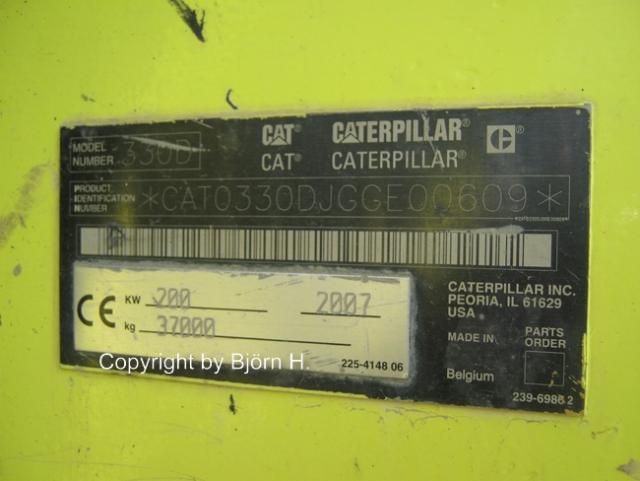 MODEL NUMBER 330D
CAT® CATERPILLAR®
CAT® CATERPILLAR®
PRODUCT IDENTIFICATION NUMBER *CAT0330DJGGE00609*
CE KW 200 2007
kg 37000
225-4148 06
CATERPILLAR INC.
PEORIA, IL 61629
USA
MADE IN
Belgium
PARTS ORDER
239-6986 2
Copyright by Björn H.